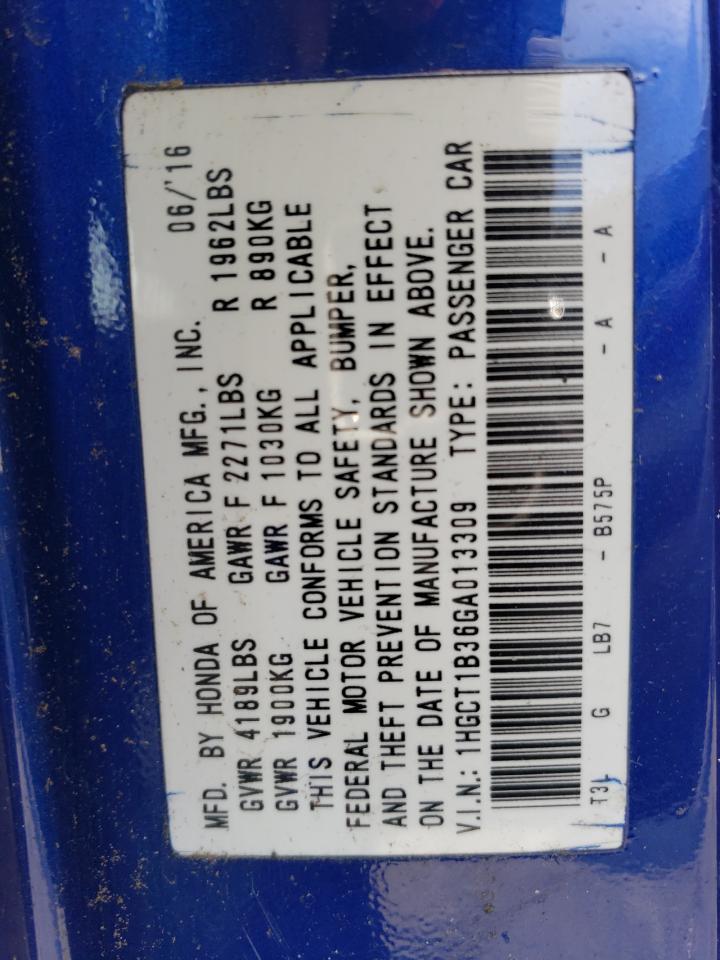 MFD. BY HONDA OF AMERICA MFG., INC. 06/'16
GVWR 4189LBS GAWR F 2271LBS R 1962LBS
GVWR 1900KG GAWR F 1030KG R 890KG
THIS VEHICLE CONFORMS TO ALL APPLICABLE
FEDERAL MOTOR VEHICLE SAFETY, BUMPER,
AND THEFT PREVENTION STANDARDS IN EFFECT
ON THE DATE OF MANUFACTURE SHOWN ABOVE.
V.I.N.: 1HGCT1B36GA013309 TYPE: PASSENGER CAR
G LB7 - B575P - A - A